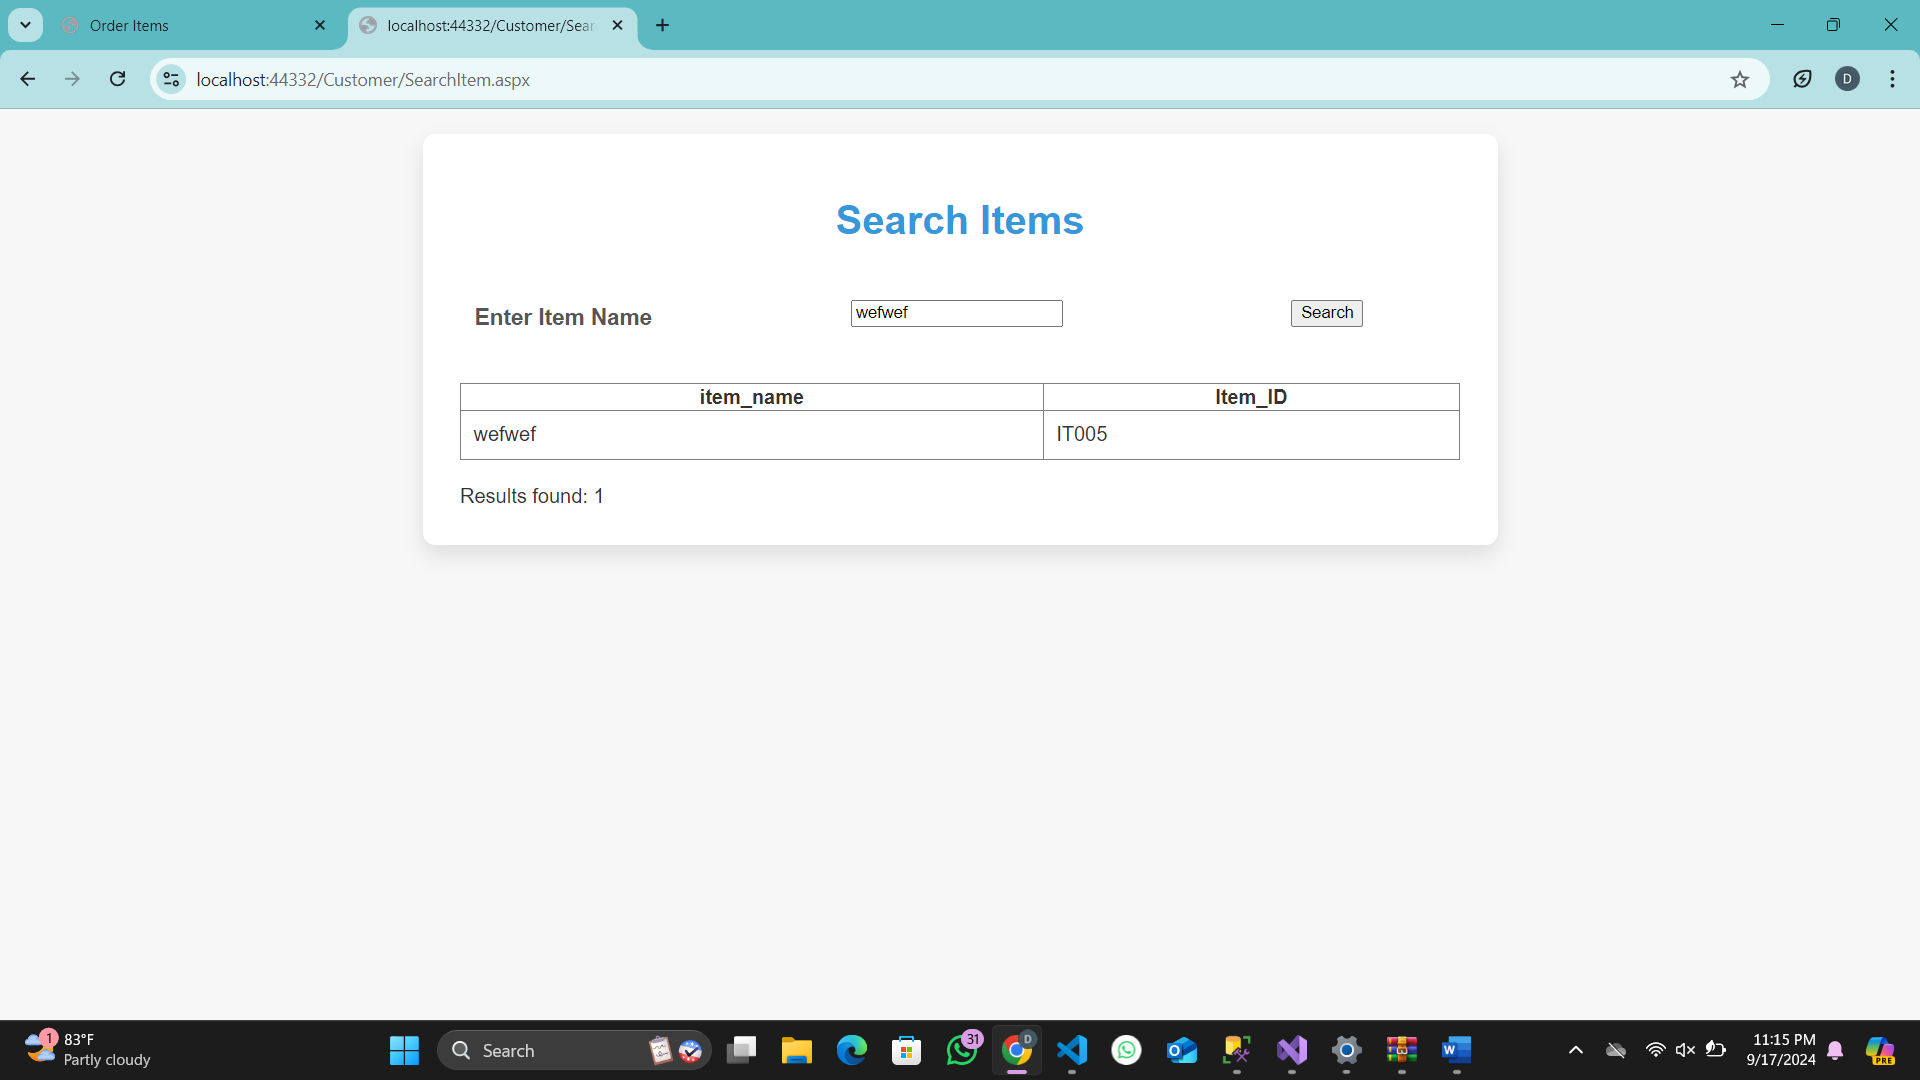 Order Items
localhost:44332/Customer/Sear
localhost:44332/Customer/SearchItem.aspx
D
Search Items
Enter Item Name
wefwef
Search
item_name Item_ID
wefwef IT005
Results found: 1
1
83°F
Partly cloudy
Search
31
D
W
PRE
11:15 PM
9/17/2024